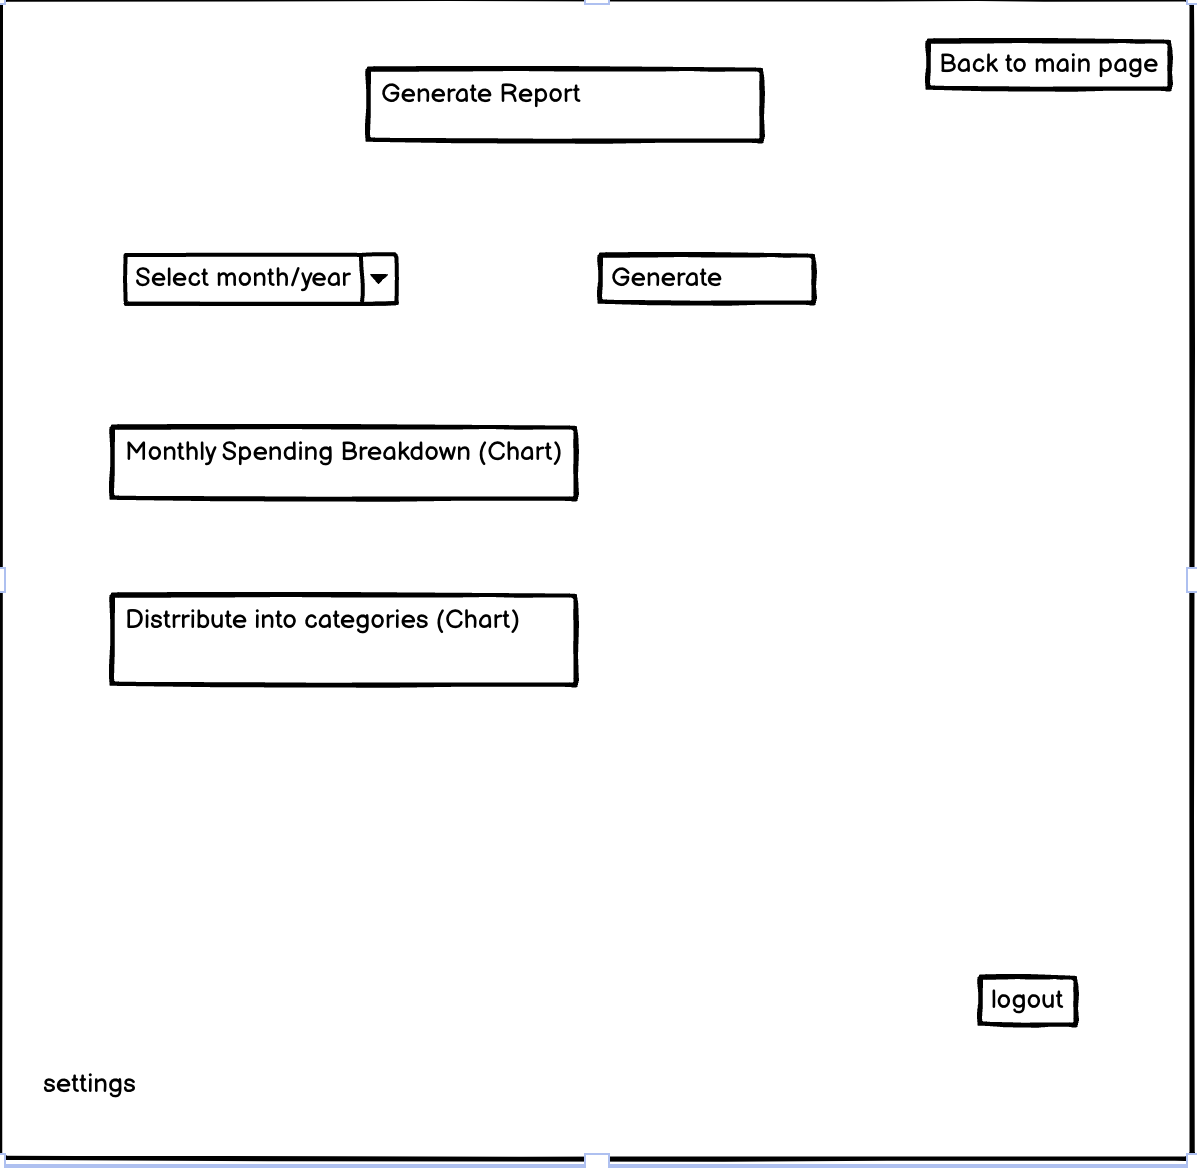 Back to main page
Generate Report
Select month/year
Generate
Monthly Spending Breakdown (Chart)
Distrribute into categories (Chart)
logout
settings